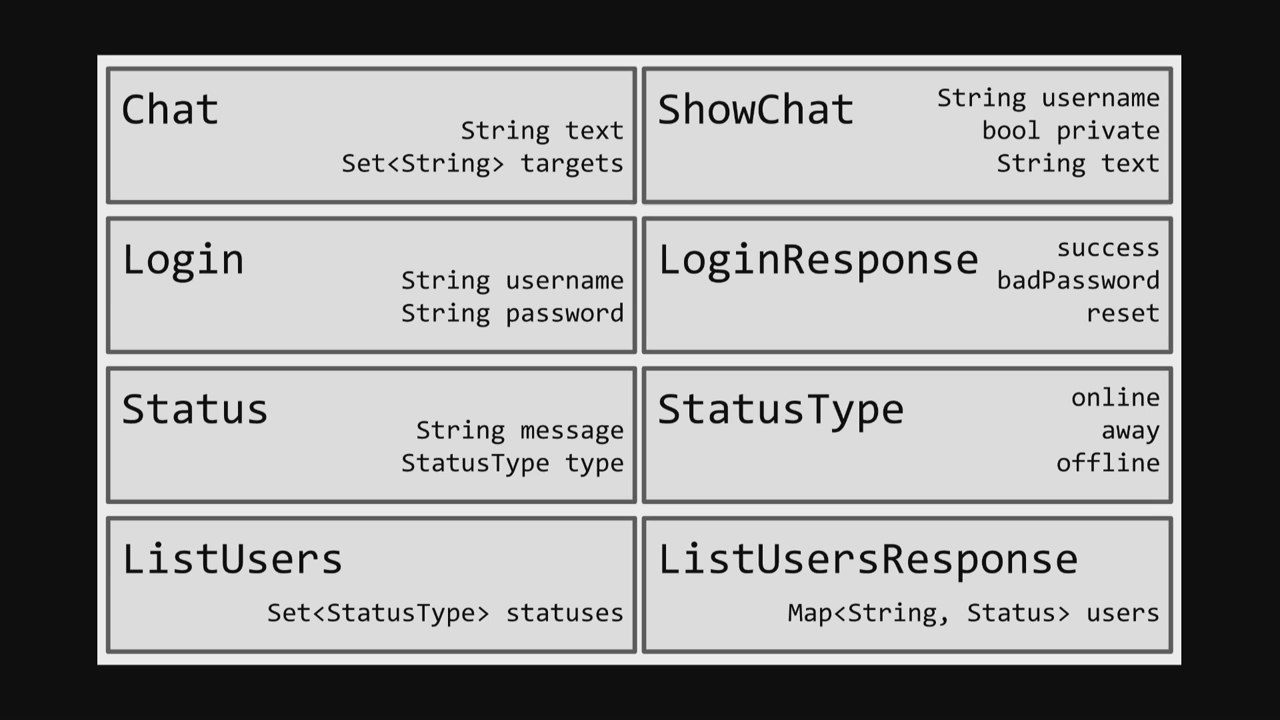 Chat
String text
Set<String> targets
ShowChat
String username
bool private
String text
Login
String username
String password
LoginResponse
success
badPassword
reset
Status
String message
StatusType type
StatusType
online
away
offline
ListUsers
Set<StatusType> statuses
ListUsersResponse
Map<String, Status> users